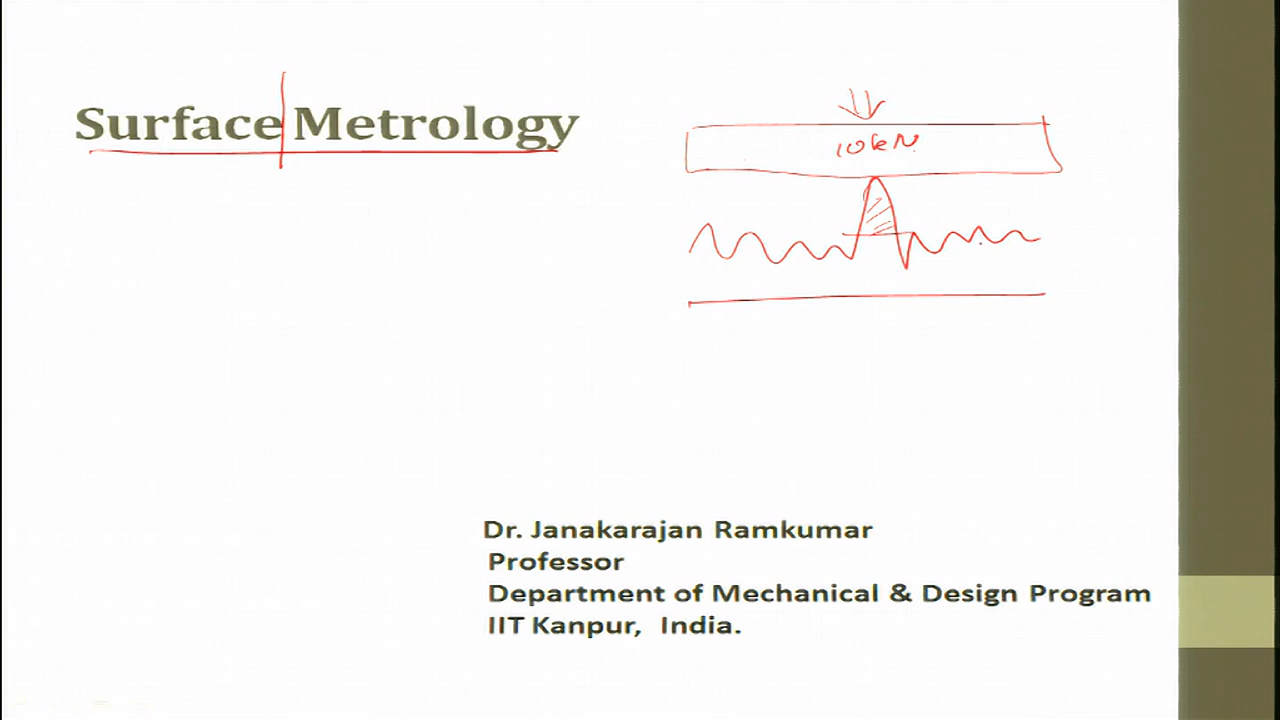 Surface Metrology
10kN
Dr. Janakarajan Ramkumar
Professor
Department of Mechanical & Design Program
IIT Kanpur, India.